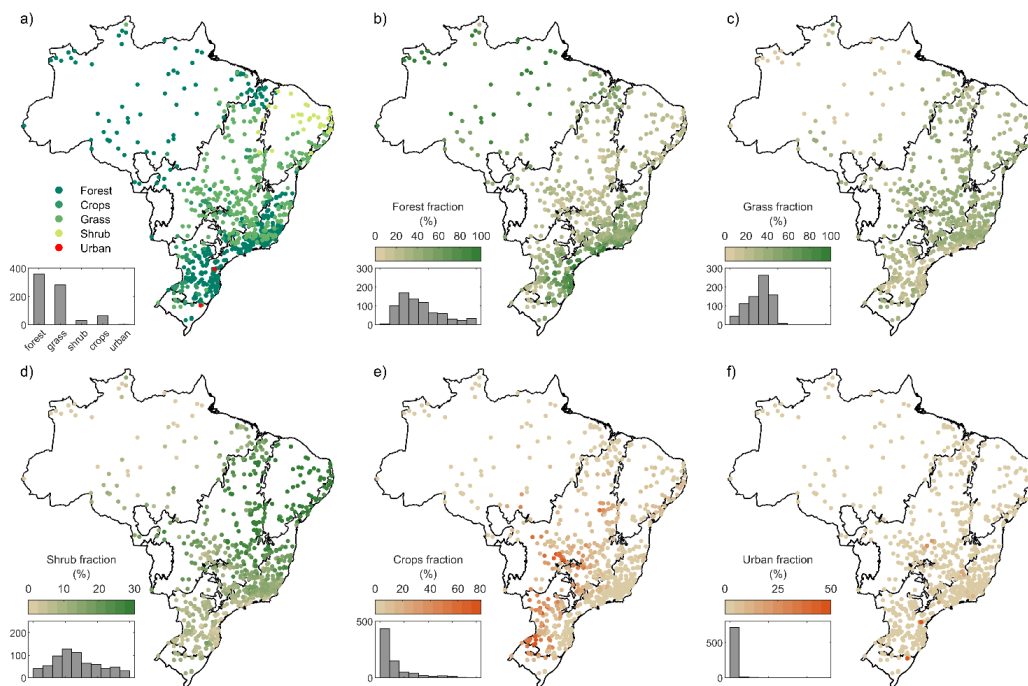 a)
Forest
Crops
Grass
Shrub
Urban
400
200
0
forest
grass
shrub
crops
urban
b)
Forest fraction
(%)
0 20 40 60 80 100
300
200
100
0
c)
Grass fraction
(%)
0 20 40 60 80 100
300
200
100
0
d)
Shrub fraction
(%)
0 10 20 30
200
100
0
e)
Crops fraction
(%)
0 20 40 60 80
500
0
f)
Urban fraction
(%)
0 25 50
500
0